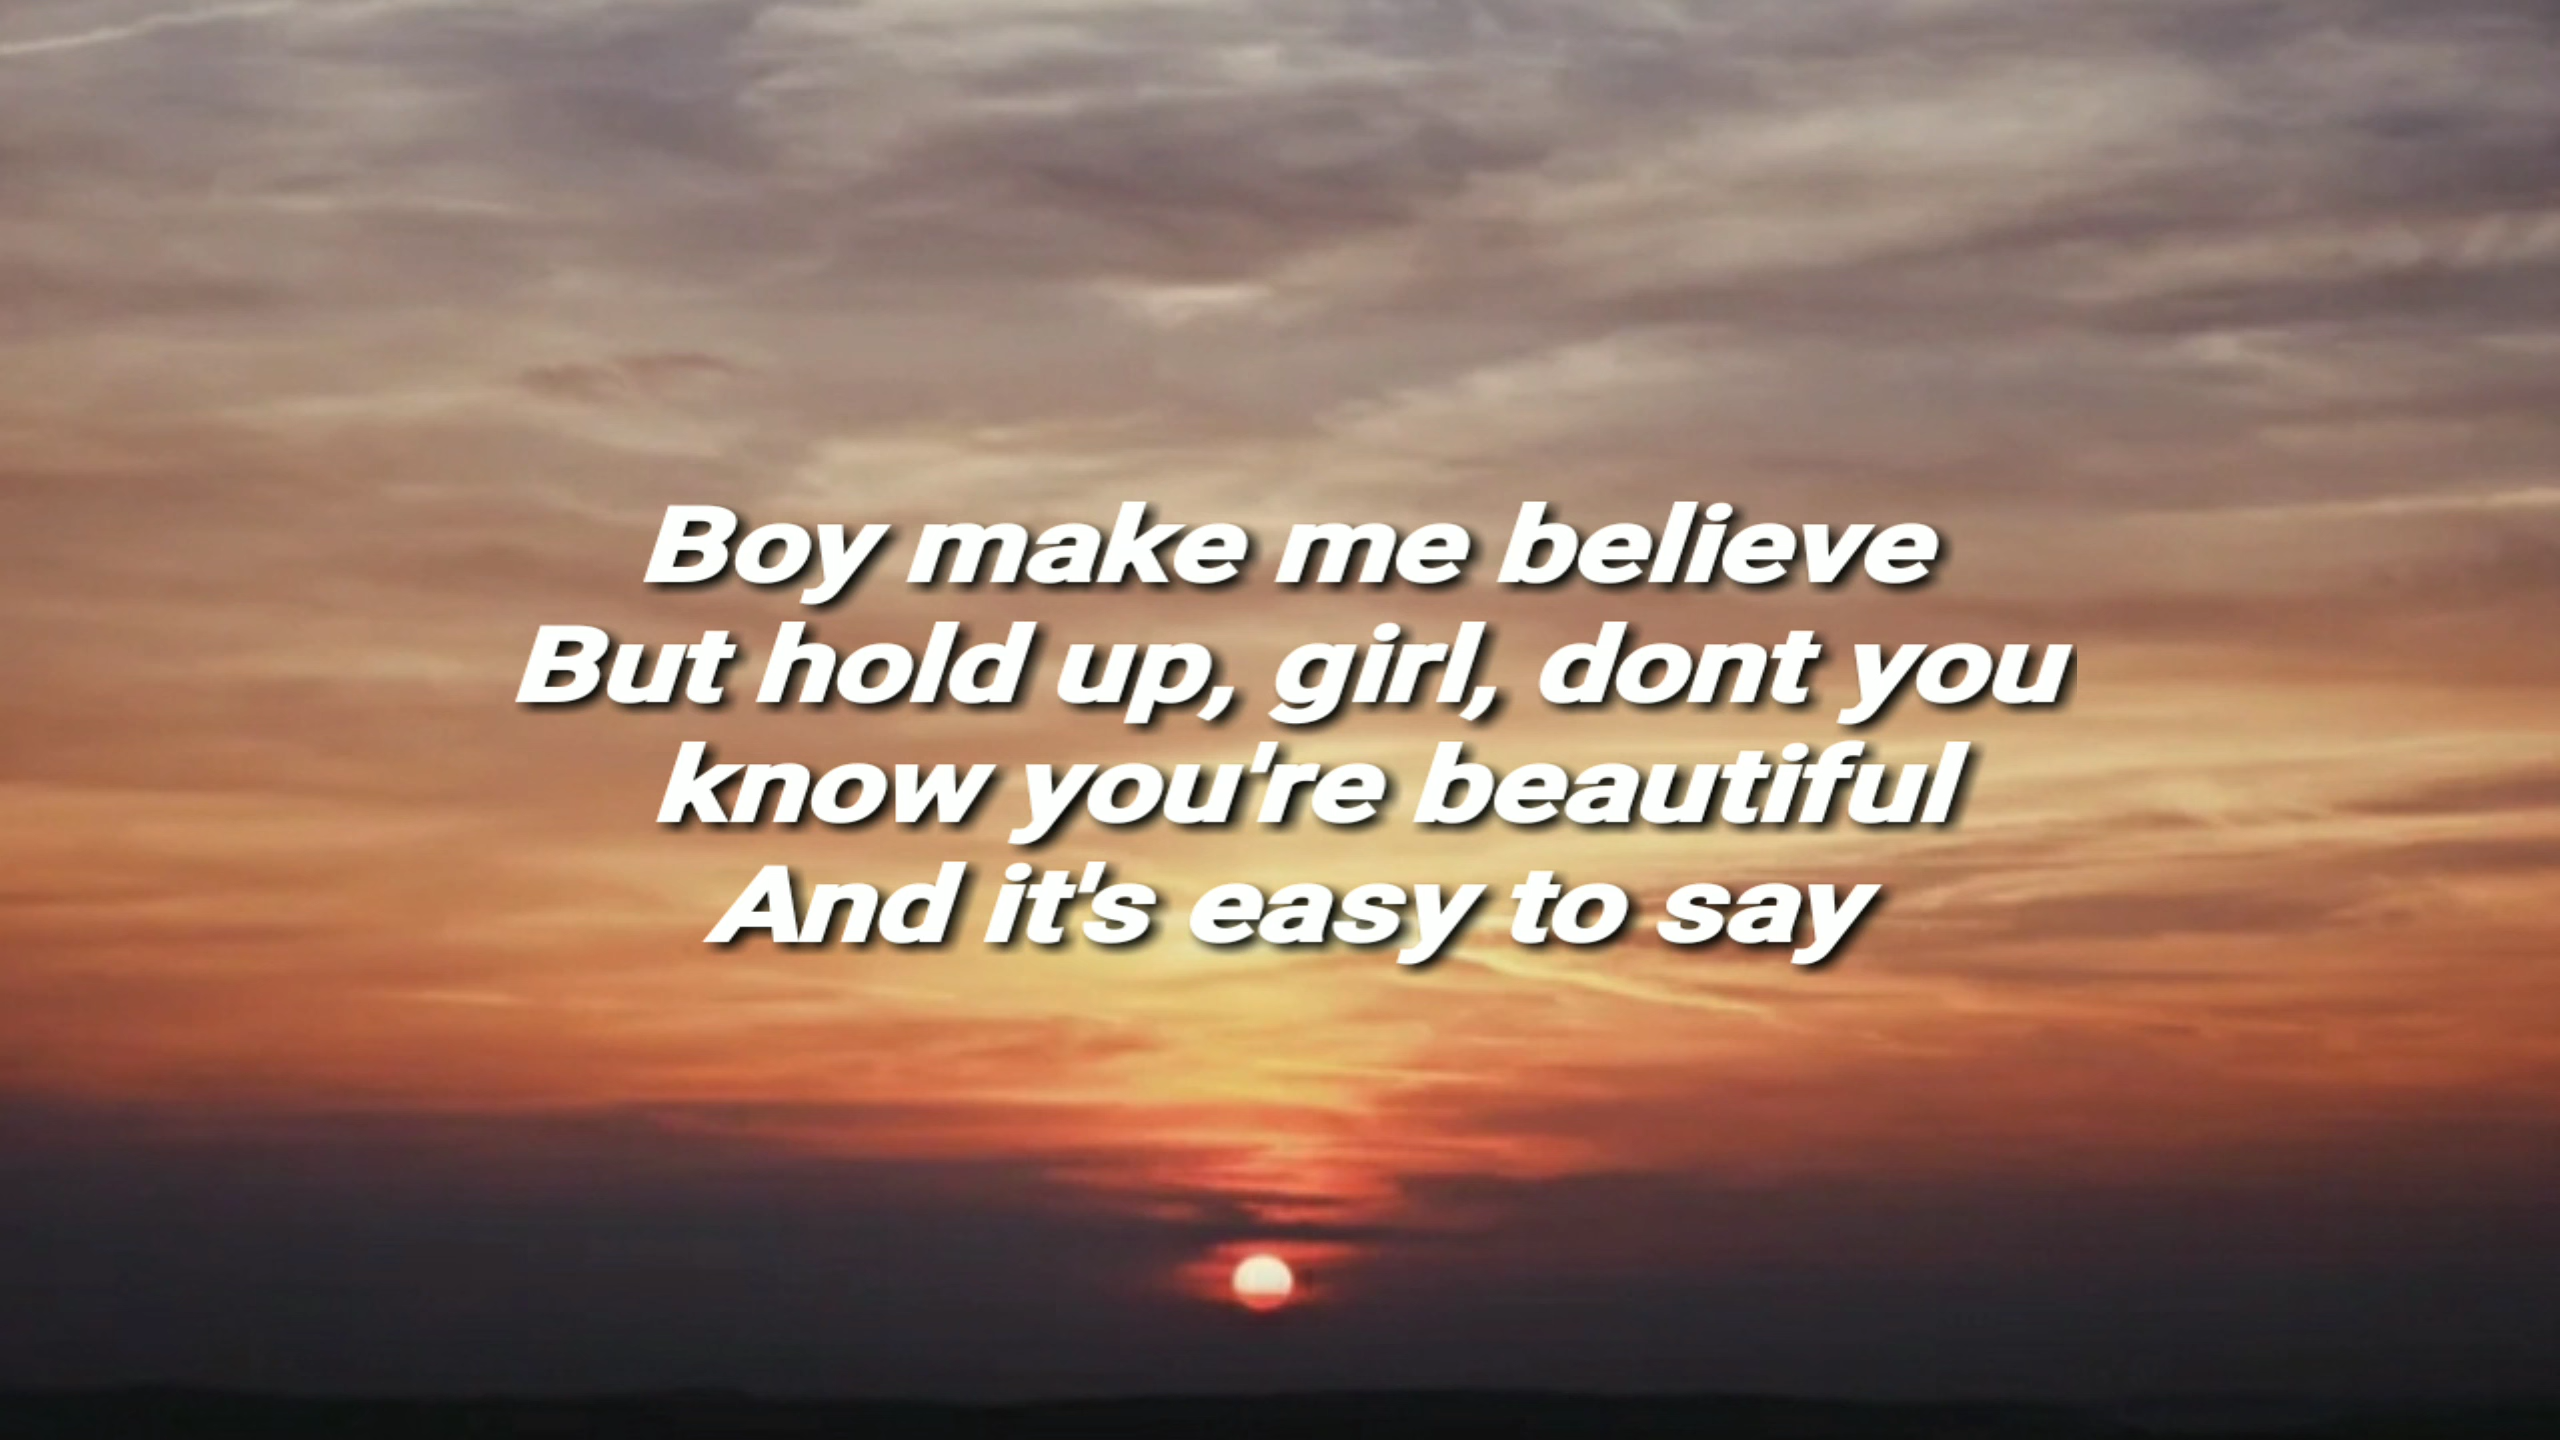 Boy make me believe
But hold up, girl, dont you
know you're beautiful
And it's easy to say